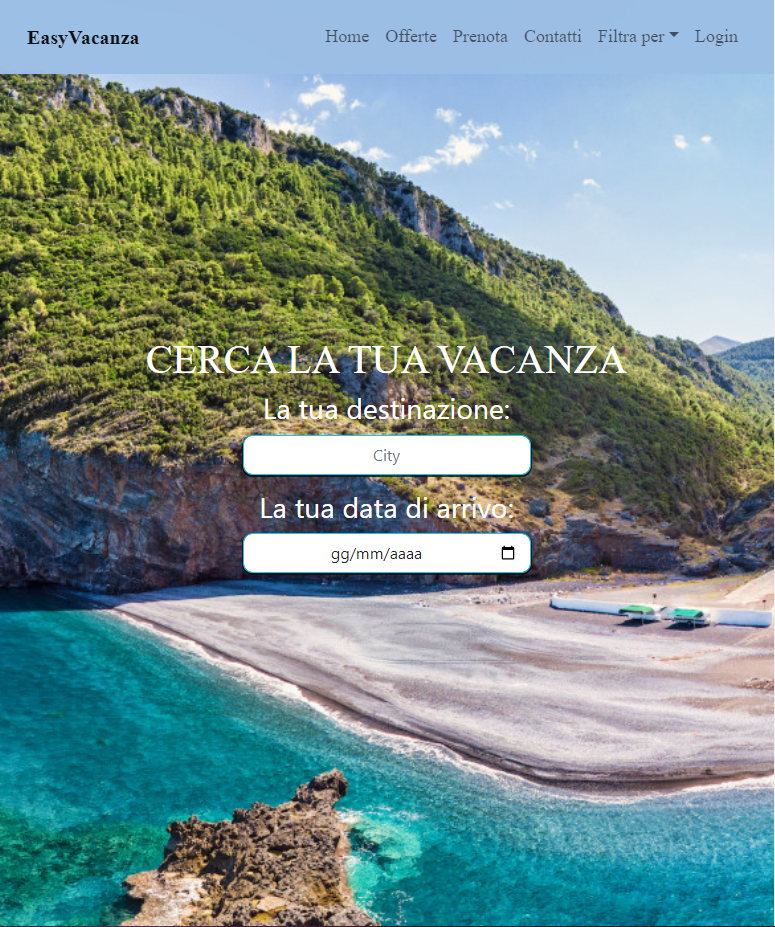 EasyVacanza Home Offerte Prenota Contatti Filtra per Login
CERCA LA TUA VACANZA
La tua destinazione:
City
La tua data di arrivo:
gg/mm/aaaa